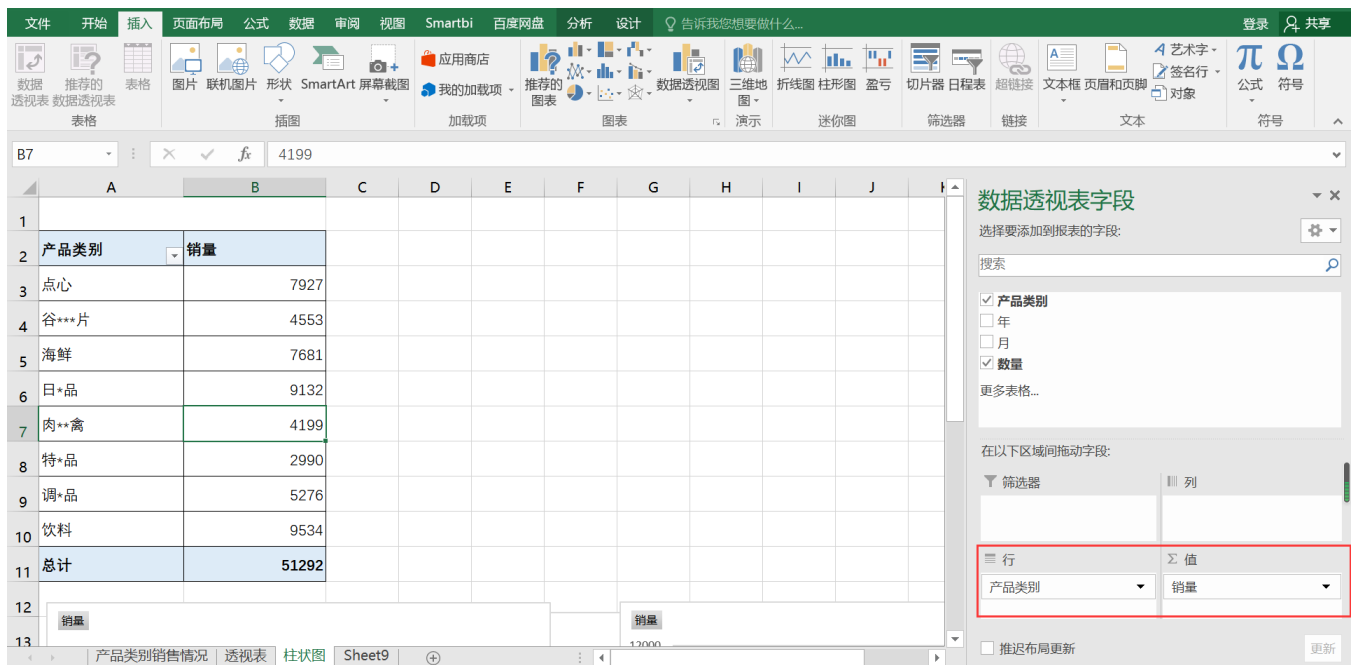 文件 开始 插入 页面布局 公式 数据 审阅 视图 Smartbi 百度网盘 分析 设计 告诉我您想要做什么... 登录 共享
数据透视表 推荐的数据透视表 表格 图片 联机图片 形状 SmartArt 屏幕截图 应用商店 我的加载项 推荐的图表 数据透视图 三维地图 折线图 柱形图 盈亏 切片器 日程表 超链接 文本框 页眉和页脚 艺术字 签名行 对象 公式 符号
表格 插图 加载项 图表 演示 迷你图 筛选器 链接 文本 符号
B7 fx 4199
A B C D E F G H I J K
1
2 产品类别 销量
3 点心 7927
4 谷***片 4553
5 海鲜 7681
6 日*品 9132
7 肉**禽 4199
8 特*品 2990
9 调*品 5276
10 饮料 9534
11 总计 51292
12 销量 销量
13 12000
产品类别销售情况 透视表 柱状图 Sheet9
数据透视表字段
选择要添加到报表的字段:
搜索
产品类别
年
月
数量
更多表格...
在以下区域间拖动字段:
筛选器 列
行 Σ 值
产品类别 销量
推迟布局更新 更新